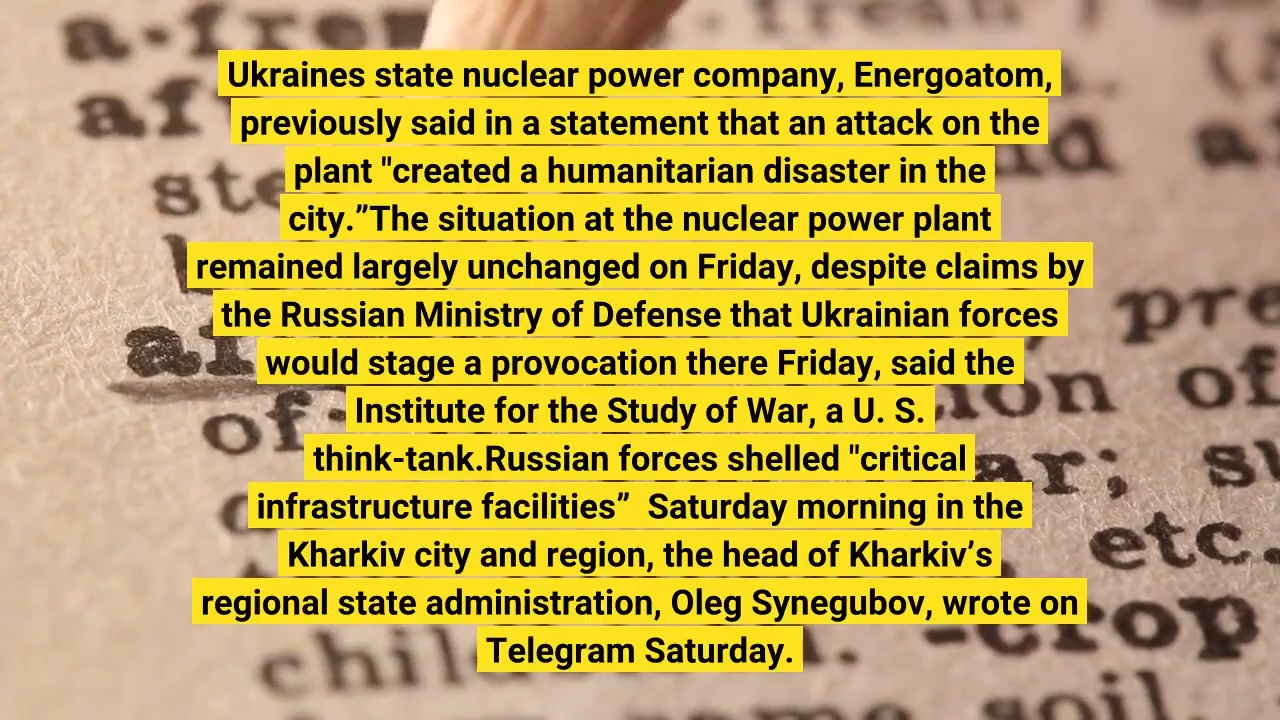 Ukraines state nuclear power company, Energoatom,
previously said in a statement that an attack on the
plant "created a humanitarian disaster in the
city.”The situation at the nuclear power plant
remained largely unchanged on Friday, despite claims by
the Russian Ministry of Defense that Ukrainian forces
would stage a provocation there Friday, said the
Institute for the Study of War, a U. S.
think-tank.Russian forces shelled "critical
infrastructure facilities”  Saturday morning in the
Kharkiv city and region, the head of Kharkiv’s
regional state administration, Oleg Synegubov, wrote on
Telegram Saturday.
etc.
-crop
soil.